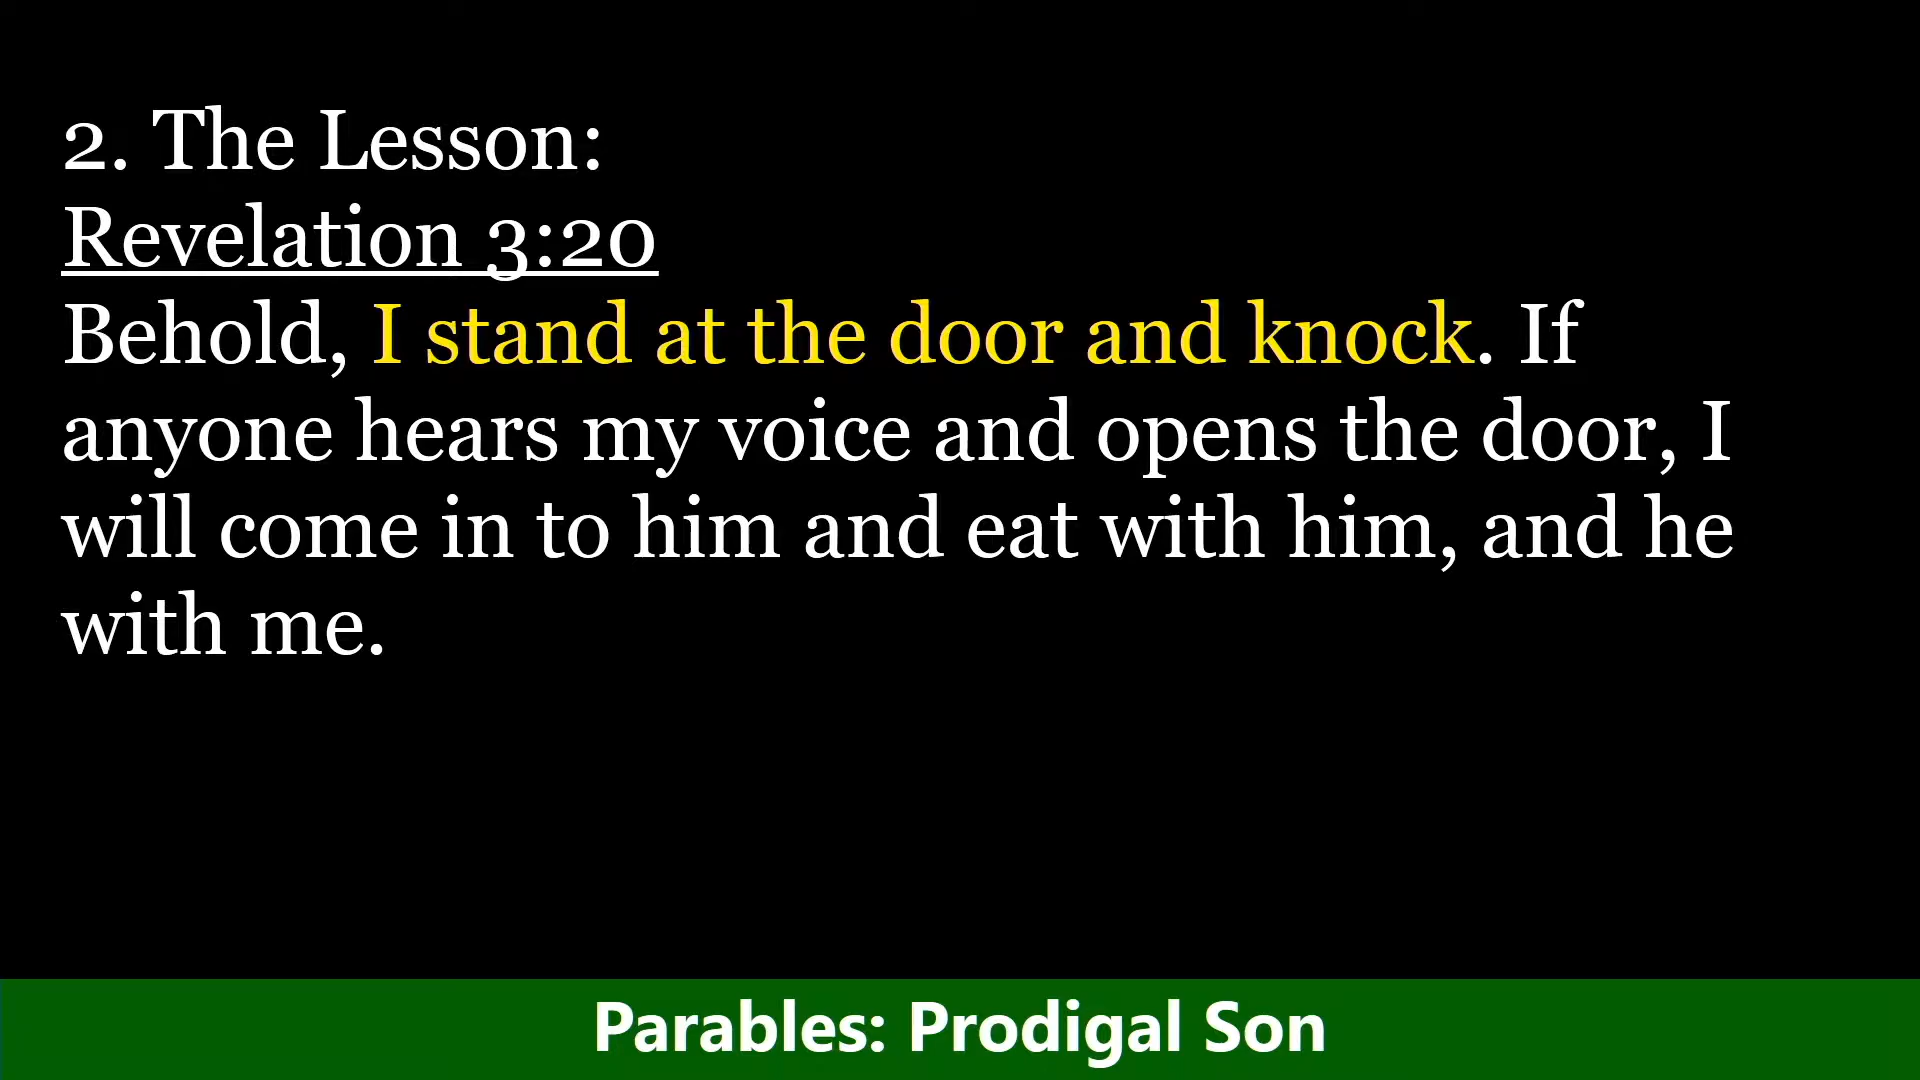 2. The Lesson:
Revelation 3:20
Behold, I stand at the door and knock. If
anyone hears my voice and opens the door, I
will come in to him and eat with him, and he
with me.
Parables: Prodigal Son